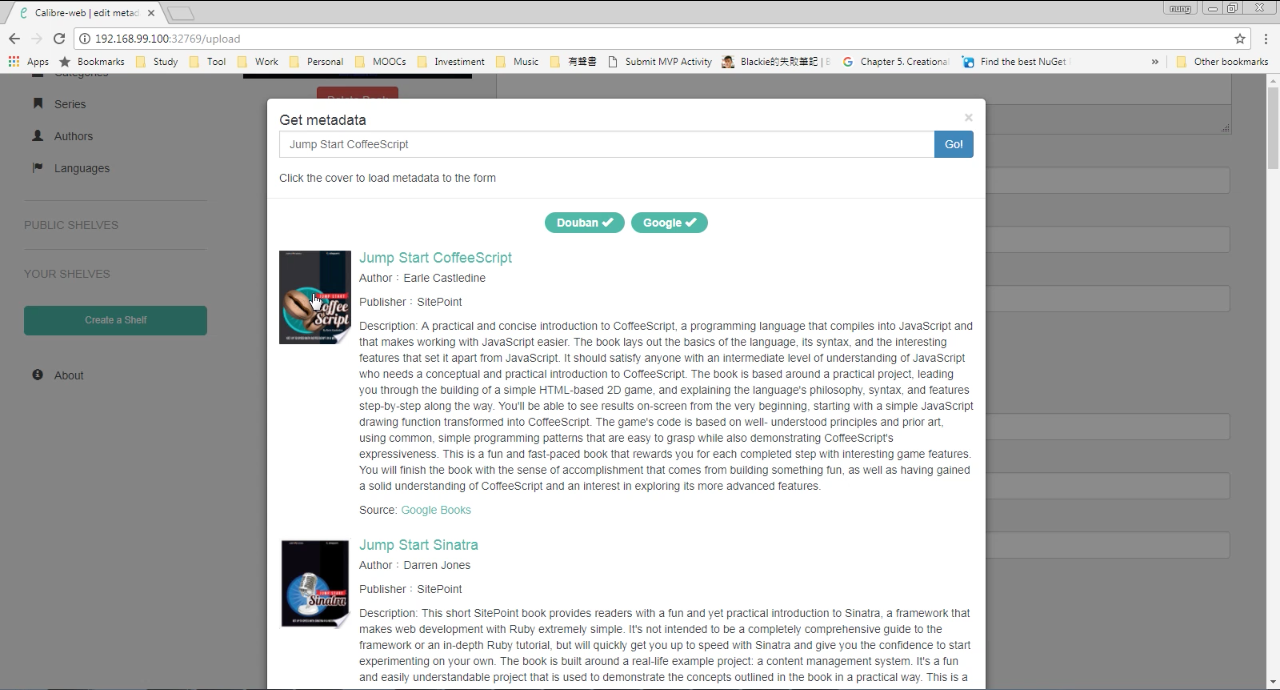 Calibre-web | edit metad
192.168.99.100:32769/upload
Apps Bookmarks Study Tool Work Personal MOOCs Investiment Music 有聲書 Submit MVP Activity Blackie的失敗筆記 | B Chapter 5. Creational Find the best NuGet » Other bookmarks
Categories
Series
Authors
Languages
PUBLIC SHELVES
YOUR SHELVES
Create a Shelf
About
Delete Book
Get metadata
×
Jump Start CoffeeScript
Go!
Click the cover to load metadata to the form
Douban ✔ Google ✔
Jump Start CoffeeScript
Author：Earle Castledine
Publisher：SitePoint
Description: A practical and concise introduction to CoffeeScript, a programming language that compiles into JavaScript and
that makes working with JavaScript easier. The book lays out the basics of the language, its syntax, and the interesting
features that set it apart from JavaScript. It should satisfy anyone with an intermediate level of understanding of JavaScript
who needs a conceptual and practical introduction to CoffeeScript. The book is based around a practical project, leading
you through the building of a simple HTML-based 2D game, and explaining the language's philosophy, syntax, and features
step-by-step along the way. You'll be able to see results on-screen from the very beginning, starting with a simple JavaScript
drawing function transformed into CoffeeScript. The game's code is based on well- understood principles and prior art,
using common, simple programming patterns that are easy to grasp while also demonstrating CoffeeScript's
expressiveness. This is a fun and fast-paced book that rewards you for each completed step with interesting game features.
You will finish the book with the sense of accomplishment that comes from building something fun, as well as having gained
a solid understanding of CoffeeScript and an interest in exploring its more advanced features.
Source: Google Books
JUMP START
Coffee
Script
Jump Start Sinatra
Author：Darren Jones
Publisher：SitePoint
Description: This short SitePoint book provides readers with a fun and yet practical introduction to Sinatra, a framework that
makes web development with Ruby extremely simple. It's not intended to be a completely comprehensive guide to the
framework or an in-depth Ruby tutorial, but will quickly get you up to speed with Sinatra and give you the confidence to start
experimenting on your own. The book is built around a real-life example project: a content management system. It's a fun
and easily understandable project that is used to demonstrate the concepts outlined in the book in a practical way. This is a
JUMP START
Sinatra